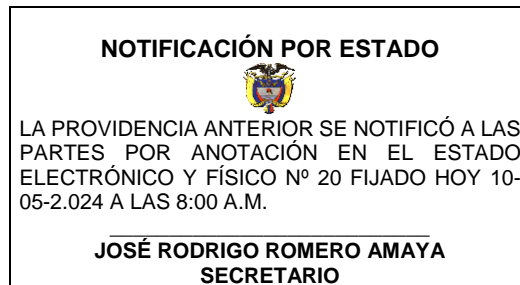 NOTIFICACIÓN POR ESTADO
LA PROVIDENCIA ANTERIOR SE NOTIFICÓ A LAS
PARTES POR ANOTACIÓN EN EL ESTADO
ELECTRÓNICO Y FÍSICO Nº 20 FIJADO HOY 10-
05-2.024 A LAS 8:00 A.M.
JOSÉ RODRIGO ROMERO AMAYA
SECRETARIO